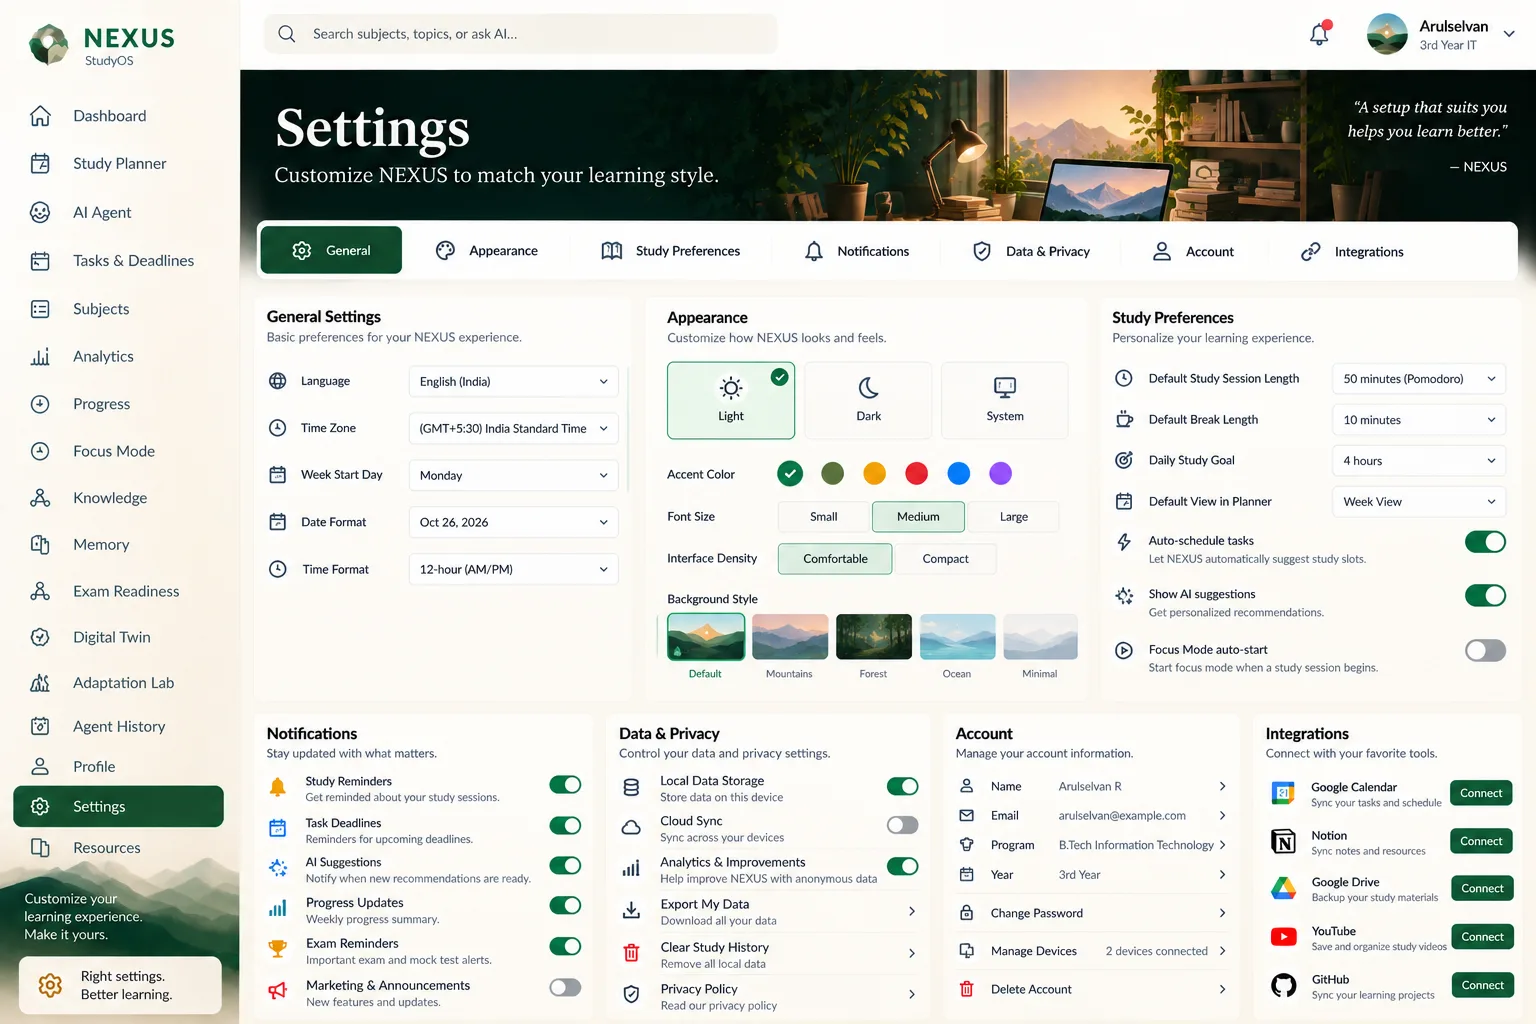 NEXUS
StudyOS
Dashboard
Study Planner
AI Agent
Tasks & Deadlines
Subjects
Analytics
Progress
Focus Mode
Knowledge
Memory
Exam Readiness
Digital Twin
Adaptation Lab
Agent History
Profile
Settings
Resources
Customize your
learning experience.
Make it yours.
Right settings.
Better learning.
Search subjects, topics, or ask AI...
Arulselvan
3rd Year IT
Settings
Customize NEXUS to match your learning style.
“A setup that suits you
helps you learn better.”
— NEXUS
General
Appearance
Study Preferences
Notifications
Data & Privacy
Account
Integrations
General Settings
Basic preferences for your NEXUS experience.
Language
English (India)
Time Zone
(GMT+5:30) India Standard Time
Week Start Day
Monday
Date Format
Oct 26, 2026
Time Format
12-hour (AM/PM)
Appearance
Customize how NEXUS looks and feels.
Light
Dark
System
Accent Color
Font Size
Small
Medium
Large
Interface Density
Comfortable
Compact
Background Style
Default
Mountains
Forest
Ocean
Minimal
Study Preferences
Personalize your learning experience.
Default Study Session Length
50 minutes (Pomodoro)
Default Break Length
10 minutes
Daily Study Goal
4 hours
Default View in Planner
Week View
Auto-schedule tasks
Let NEXUS automatically suggest study slots.
Show AI suggestions
Get personalized recommendations.
Focus Mode auto-start
Start focus mode when a study session begins.
Notifications
Stay updated with what matters.
Study Reminders
Get reminded about your study sessions.
Task Deadlines
Reminders for upcoming deadlines.
AI Suggestions
Notify when new recommendations are ready.
Progress Updates
Weekly progress summary.
Exam Reminders
Important exam and mock test alerts.
Marketing & Announcements
New features and updates.
Data & Privacy
Control your data and privacy settings.
Local Data Storage
Store data on this device
Cloud Sync
Sync across your devices
Analytics & Improvements
Help improve NEXUS with anonymous data
Export My Data
Download all your data
Clear Study History
Remove all local data
Privacy Policy
Read our privacy policy
Account
Manage your account information.
Name
Arulselvan R
Email
arulselvan@example.com
Program
B.Tech Information Technology
Year
3rd Year
Change Password
Manage Devices
2 devices connected
Delete Account
Integrations
Connect with your favorite tools.
Google Calendar
Sync your tasks and schedule
Connect
Notion
Sync notes and resources
Connect
Google Drive
Backup your study materials
Connect
YouTube
Save and organize study videos
Connect
GitHub
Sync your learning projects
Connect